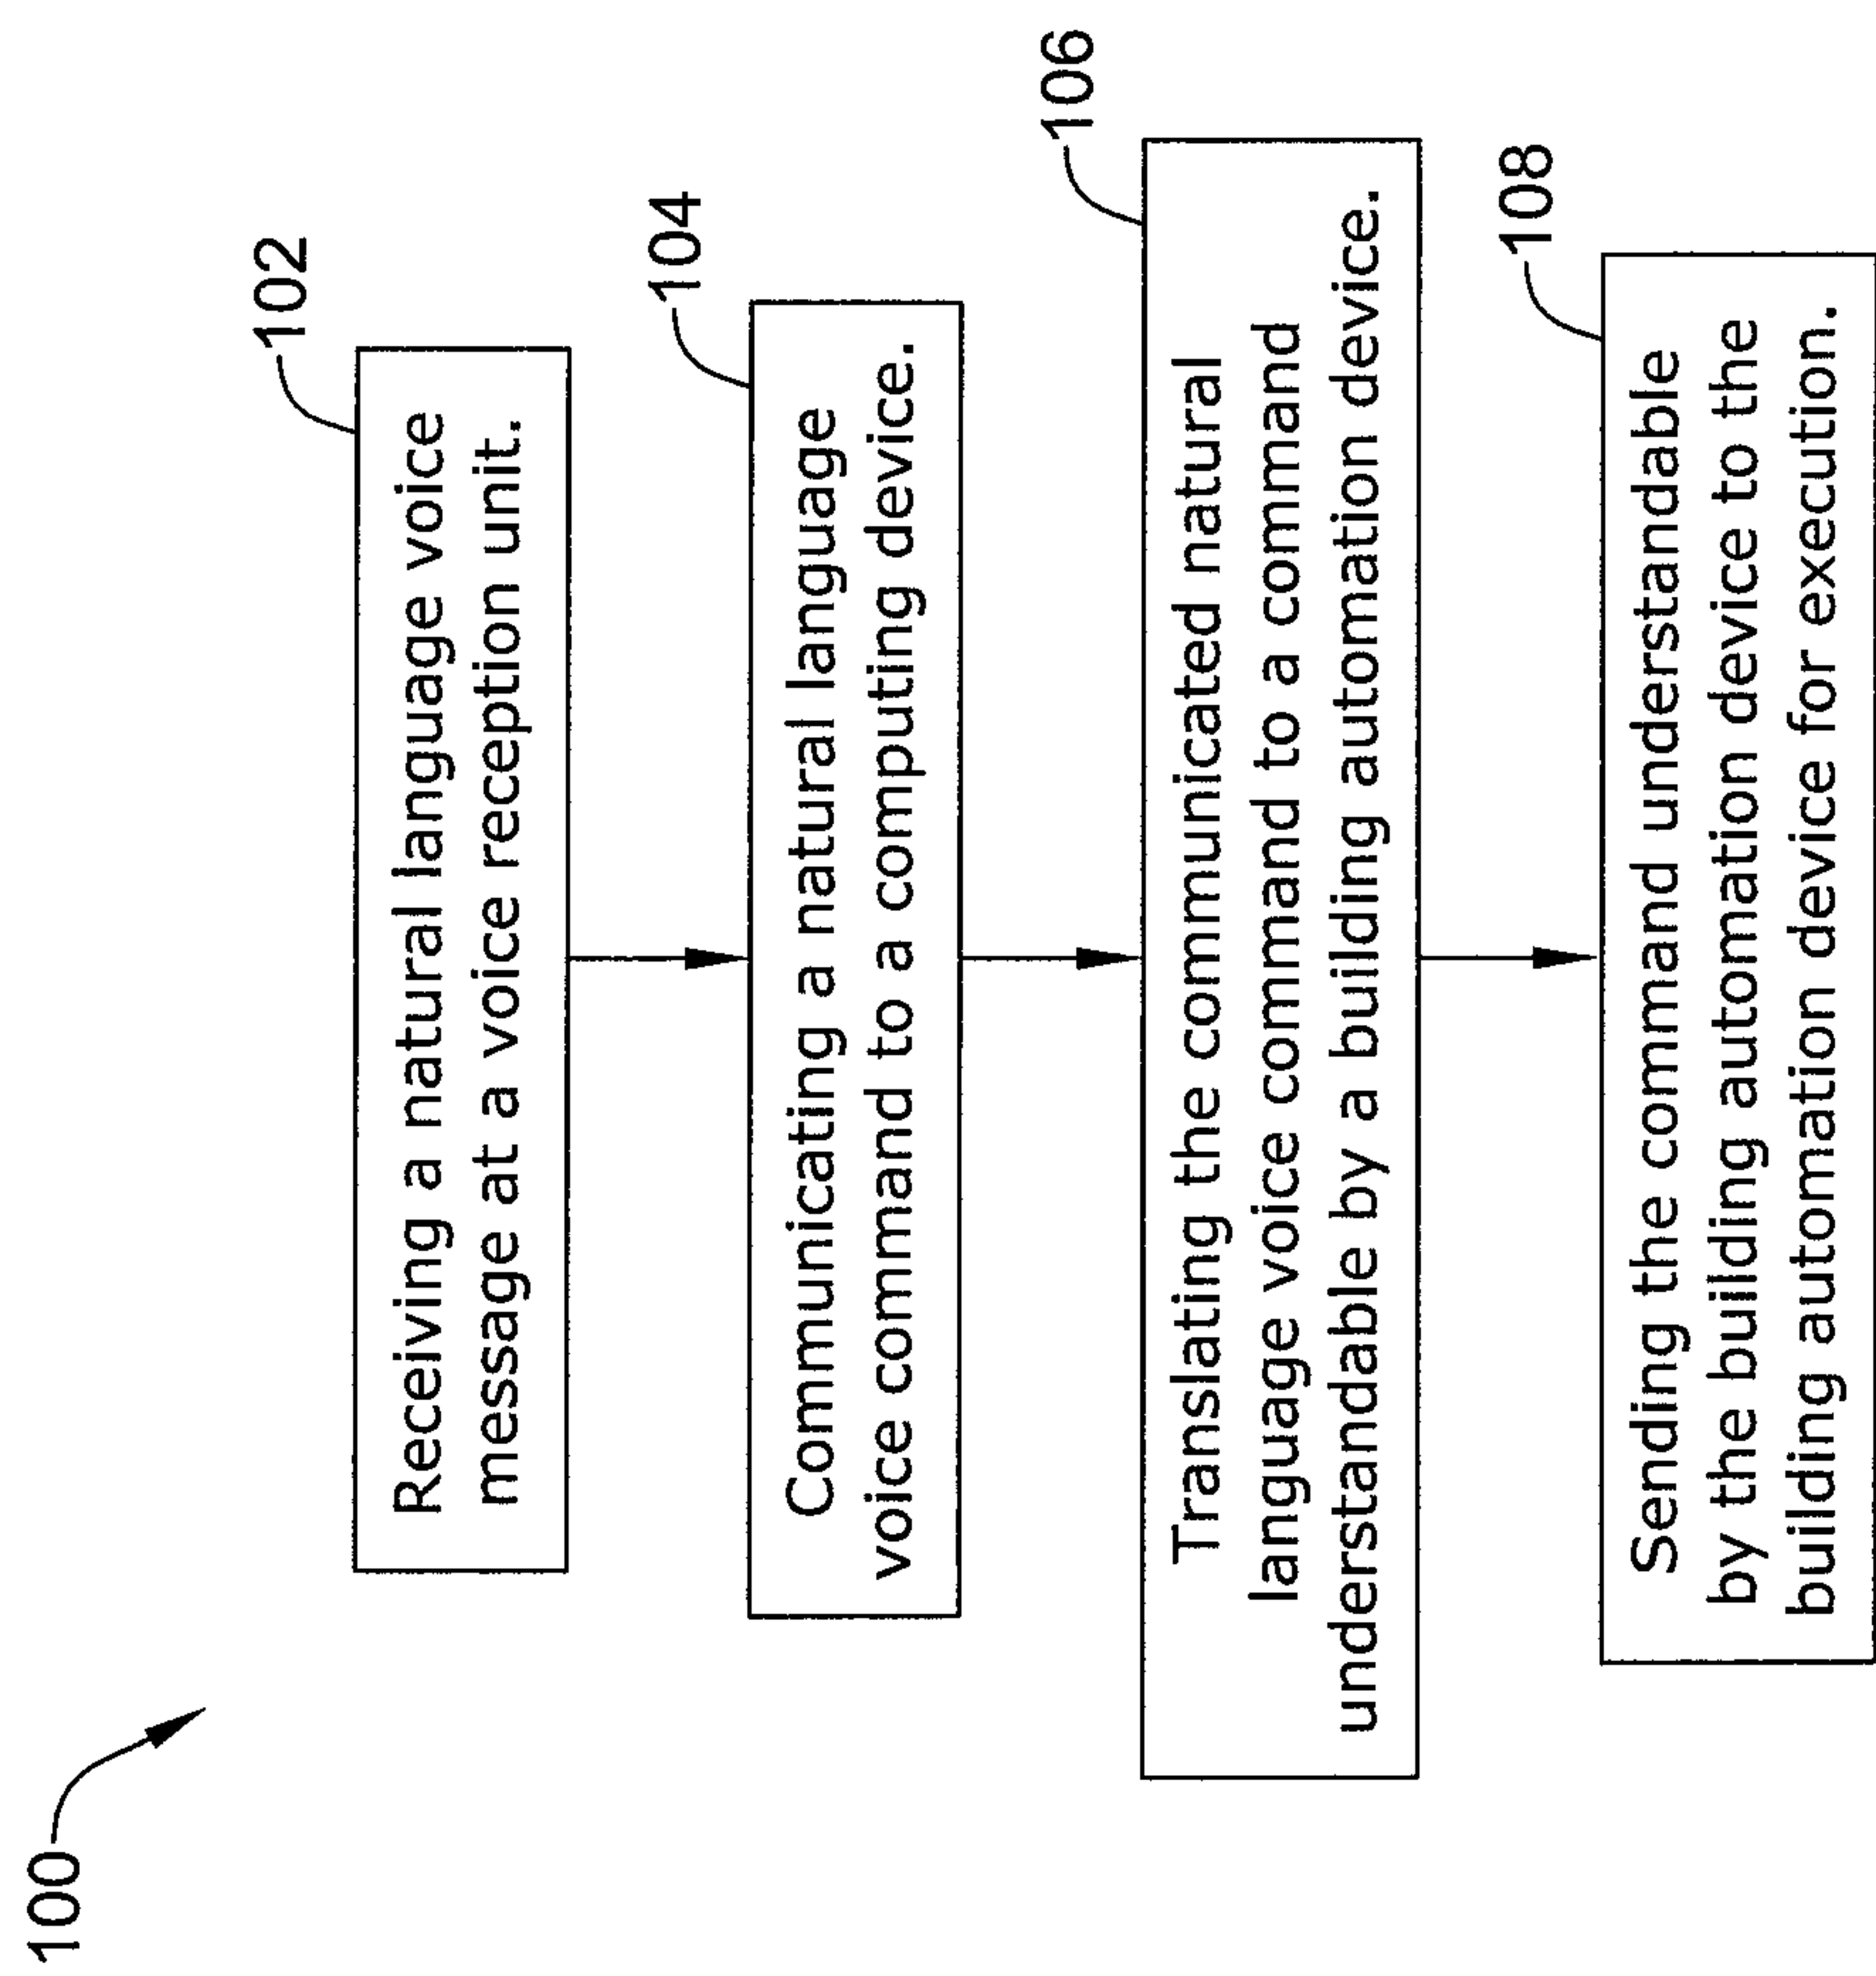 100
102
Receiving a natural language voice
message at a voice reception unit.
104
Communicating a natural language
voice command to a computing device.
106
Translating the communicated natural
language voice command to a command
understandable by a building automation device.
108
Sending the command understandable
by the building automation device to the
building automation device for execution.